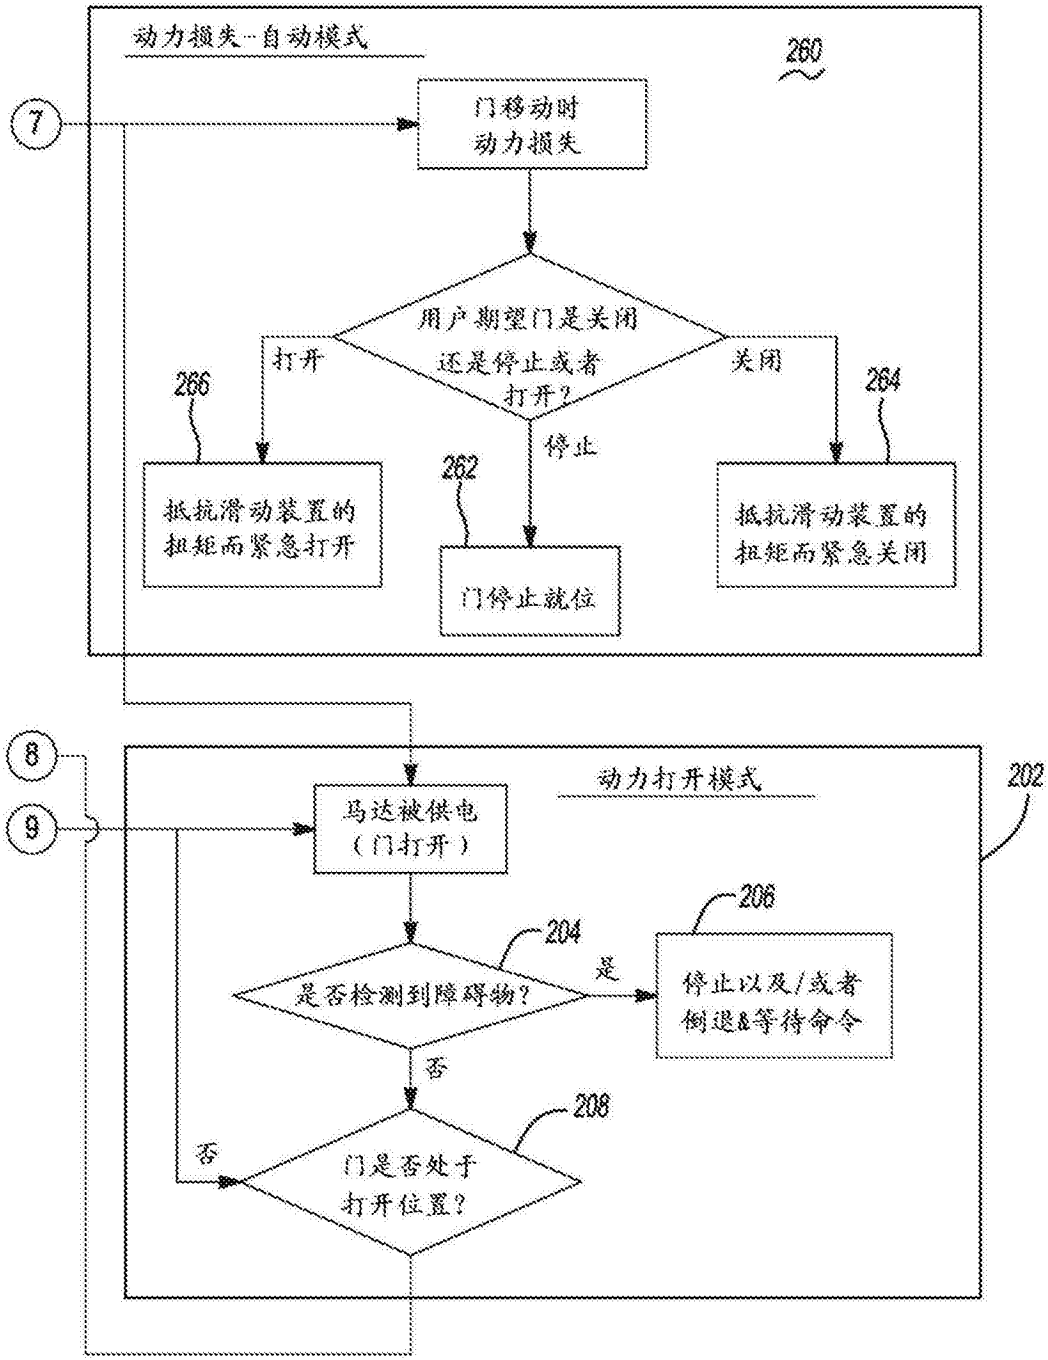 动力损失--自动模式
260
7
门移动时
动力损失
用户期望门是关闭
还是停止或者
打开?
打开
关闭
停止
266
264
262
抵抗滑动装置的
扭矩而紧急打开
抵抗滑动装置的
扭矩而紧急关闭
门停止就位
8
9
动力打开模式
202
马达被供电
(门打开)
204
206
是否检测到障碍物?
是
停止以及/或者
倒退&等待命令
否
208
否
门是否处于
打开位置?